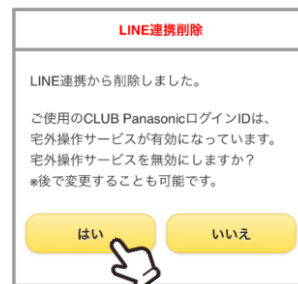 LINE連携削除
LINE連携から削除しました。
ご使用のCLUB PanasonicログインIDは、
宅外操作サービスが有効になっています。
宅外操作サービスを無効にしますか？
※後で変更することも可能です。
はい
いいえ